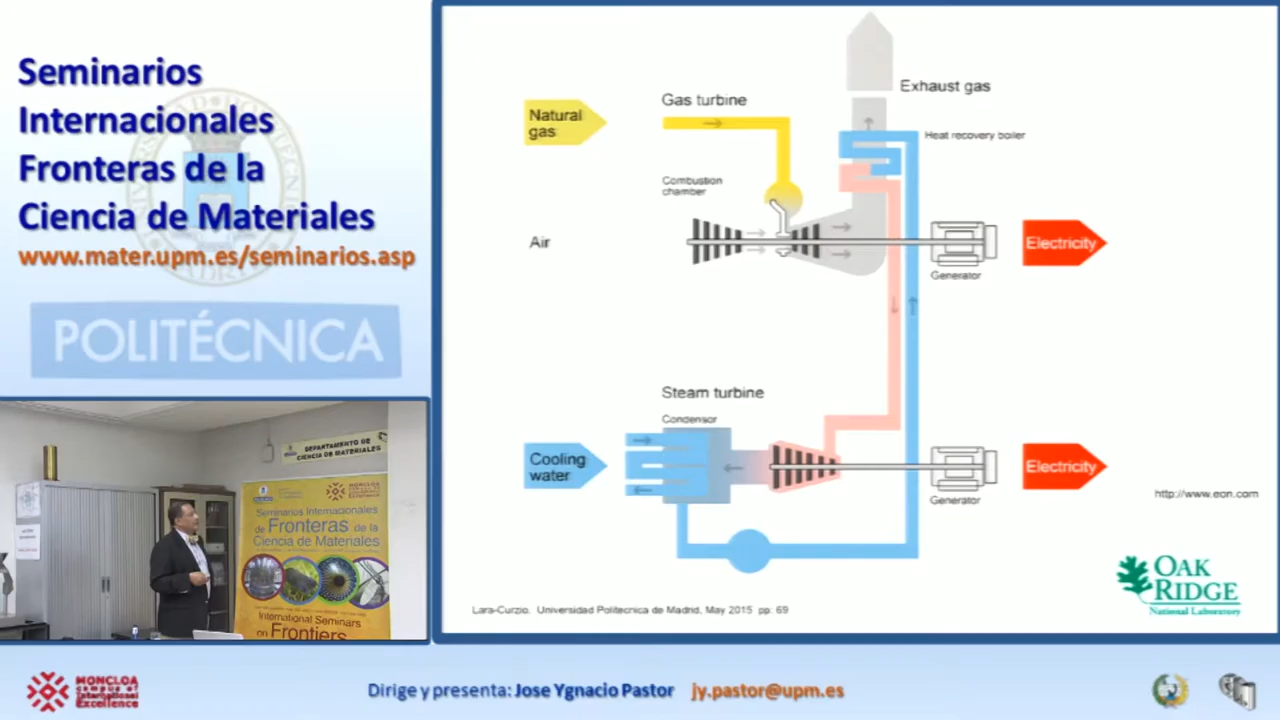 Seminarios
Internacionales
Fronteras de la
Ciencia de Materiales
www.mater.upm.es/seminarios.asp
POLITÉCNICA
DEPARTAMENTO DE
CIENCIA DE MATERIALES
MONCLOA
Seminarios Internacionales
de Fronteras de la
Ciencia de Materiales
International Seminars
on Frontiers
Exhaust gas
Gas turbine
Natural
gas
Heat recovery boiler
Combustion
chamber
Air
Electricity
Generator
Steam turbine
Condensor
Cooling
water
Electricity
Generator
http://www.eon.com
OAK
RIDGE
National Laboratory
Lara-Curzio. Universidad Politecnica de Madrid, May 2015 pp: 69
MONCLOA
campus of
International
Excellence
Dirige y presenta: Jose Ygnacio Pastor jy.pastor@upm.es